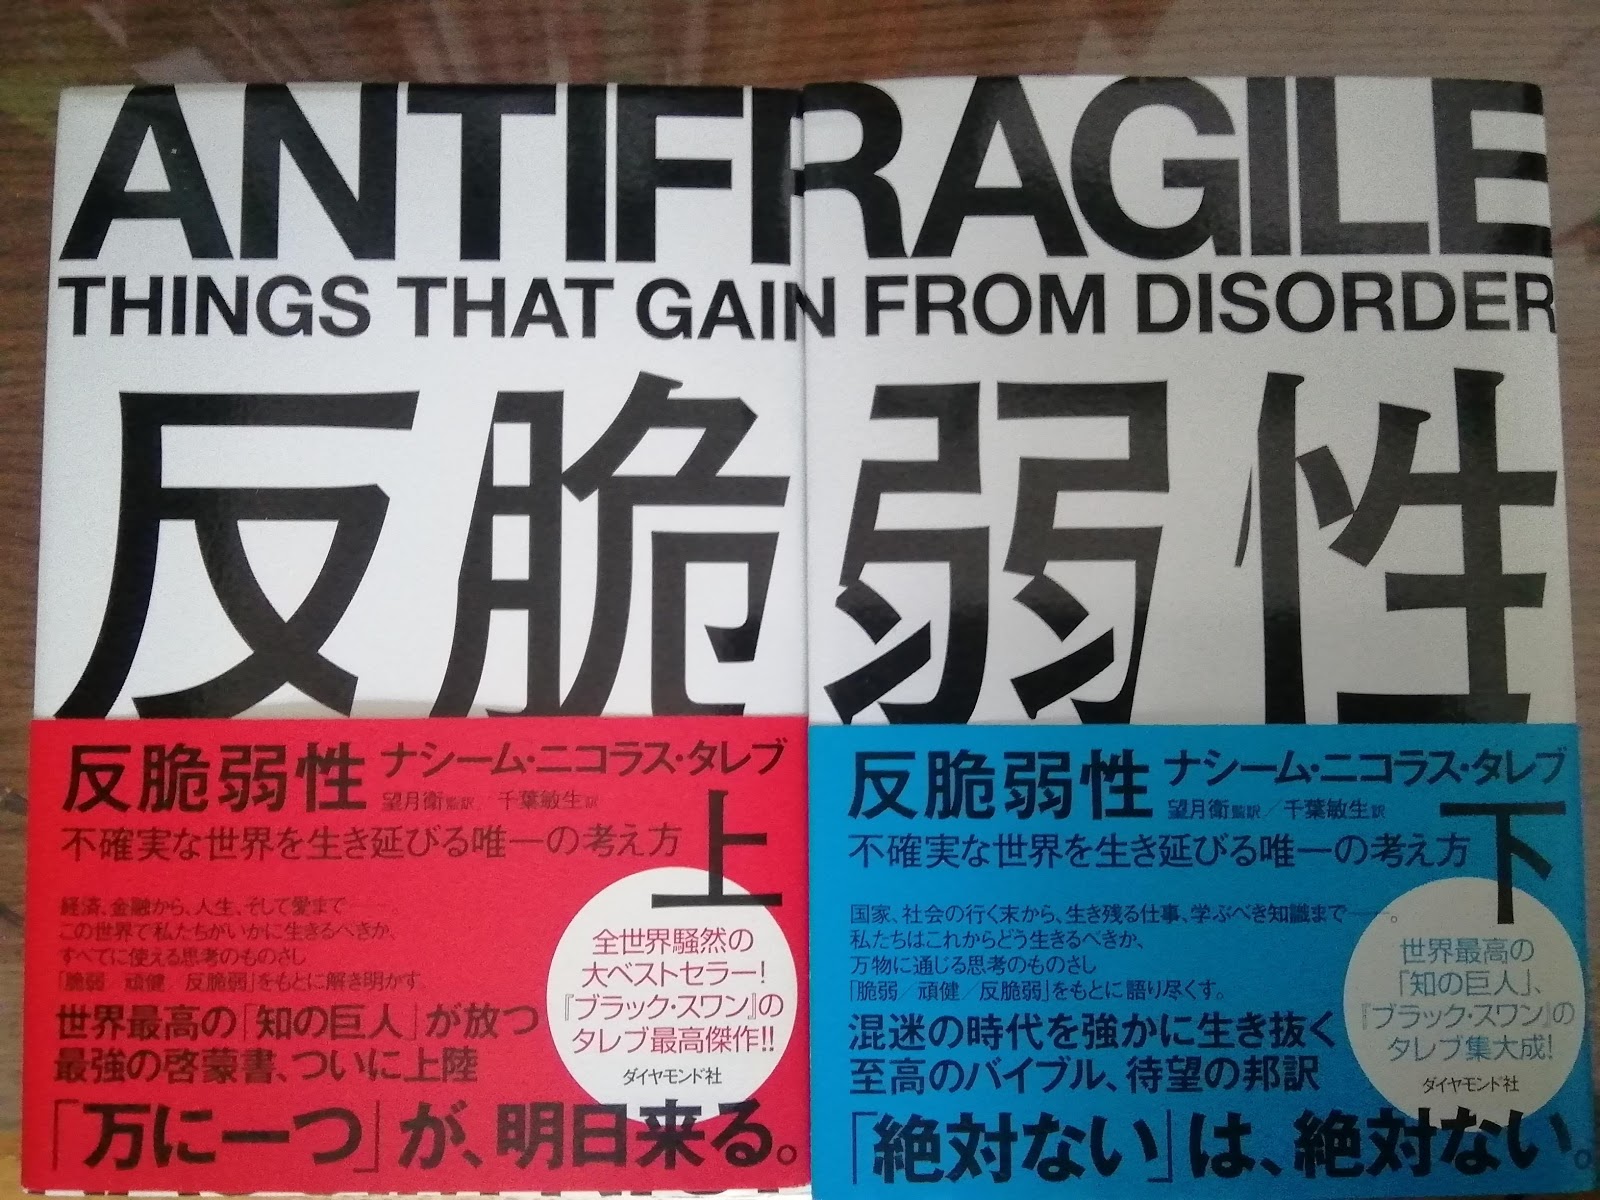 ANTIFRAGILE
THINGS THAT GAIN FROM DISORDER
反脆弱性
反脆弱性
ナシーム・ニコラス・タレブ
望月衛 監訳／千葉敏生 訳
上
不確実な世界を生き延びる唯一の考え方
経済、金融から、人生、そして愛まで――。
この世界で私たちがいかに生きるべきか、
すべてに使える思考のものさし
「脆弱／頑健／反脆弱」をもとに解き明かす
世界最高の「知の巨人」が放つ
最強の啓蒙書、ついに上陸
「万に一つ」が、明日来る。
全世界騒然の
大ベストセラー!
『ブラック・スワン』の
タレブ最高傑作!!
ダイヤモンド社
反脆弱性
ナシーム・ニコラス・タレブ
望月衛 監訳／千葉敏生 訳
下
不確実な世界を生き延びる唯一の考え方
国家、社会の行く末から、生き残る仕事、学ぶべき知識まで――。
私たちはこれからどう生きるべきか、
万物に通じる思考のものさし
「脆弱／頑健／反脆弱」をもとに語り尽くす。
混迷の時代を強かに生き抜く
至高のバイブル、待望の邦訳
「絶対ない」は、絶対ない。
世界最高の
「知の巨人」、
『ブラック・スワン』の
タレブ集大成!
ダイヤモンド社